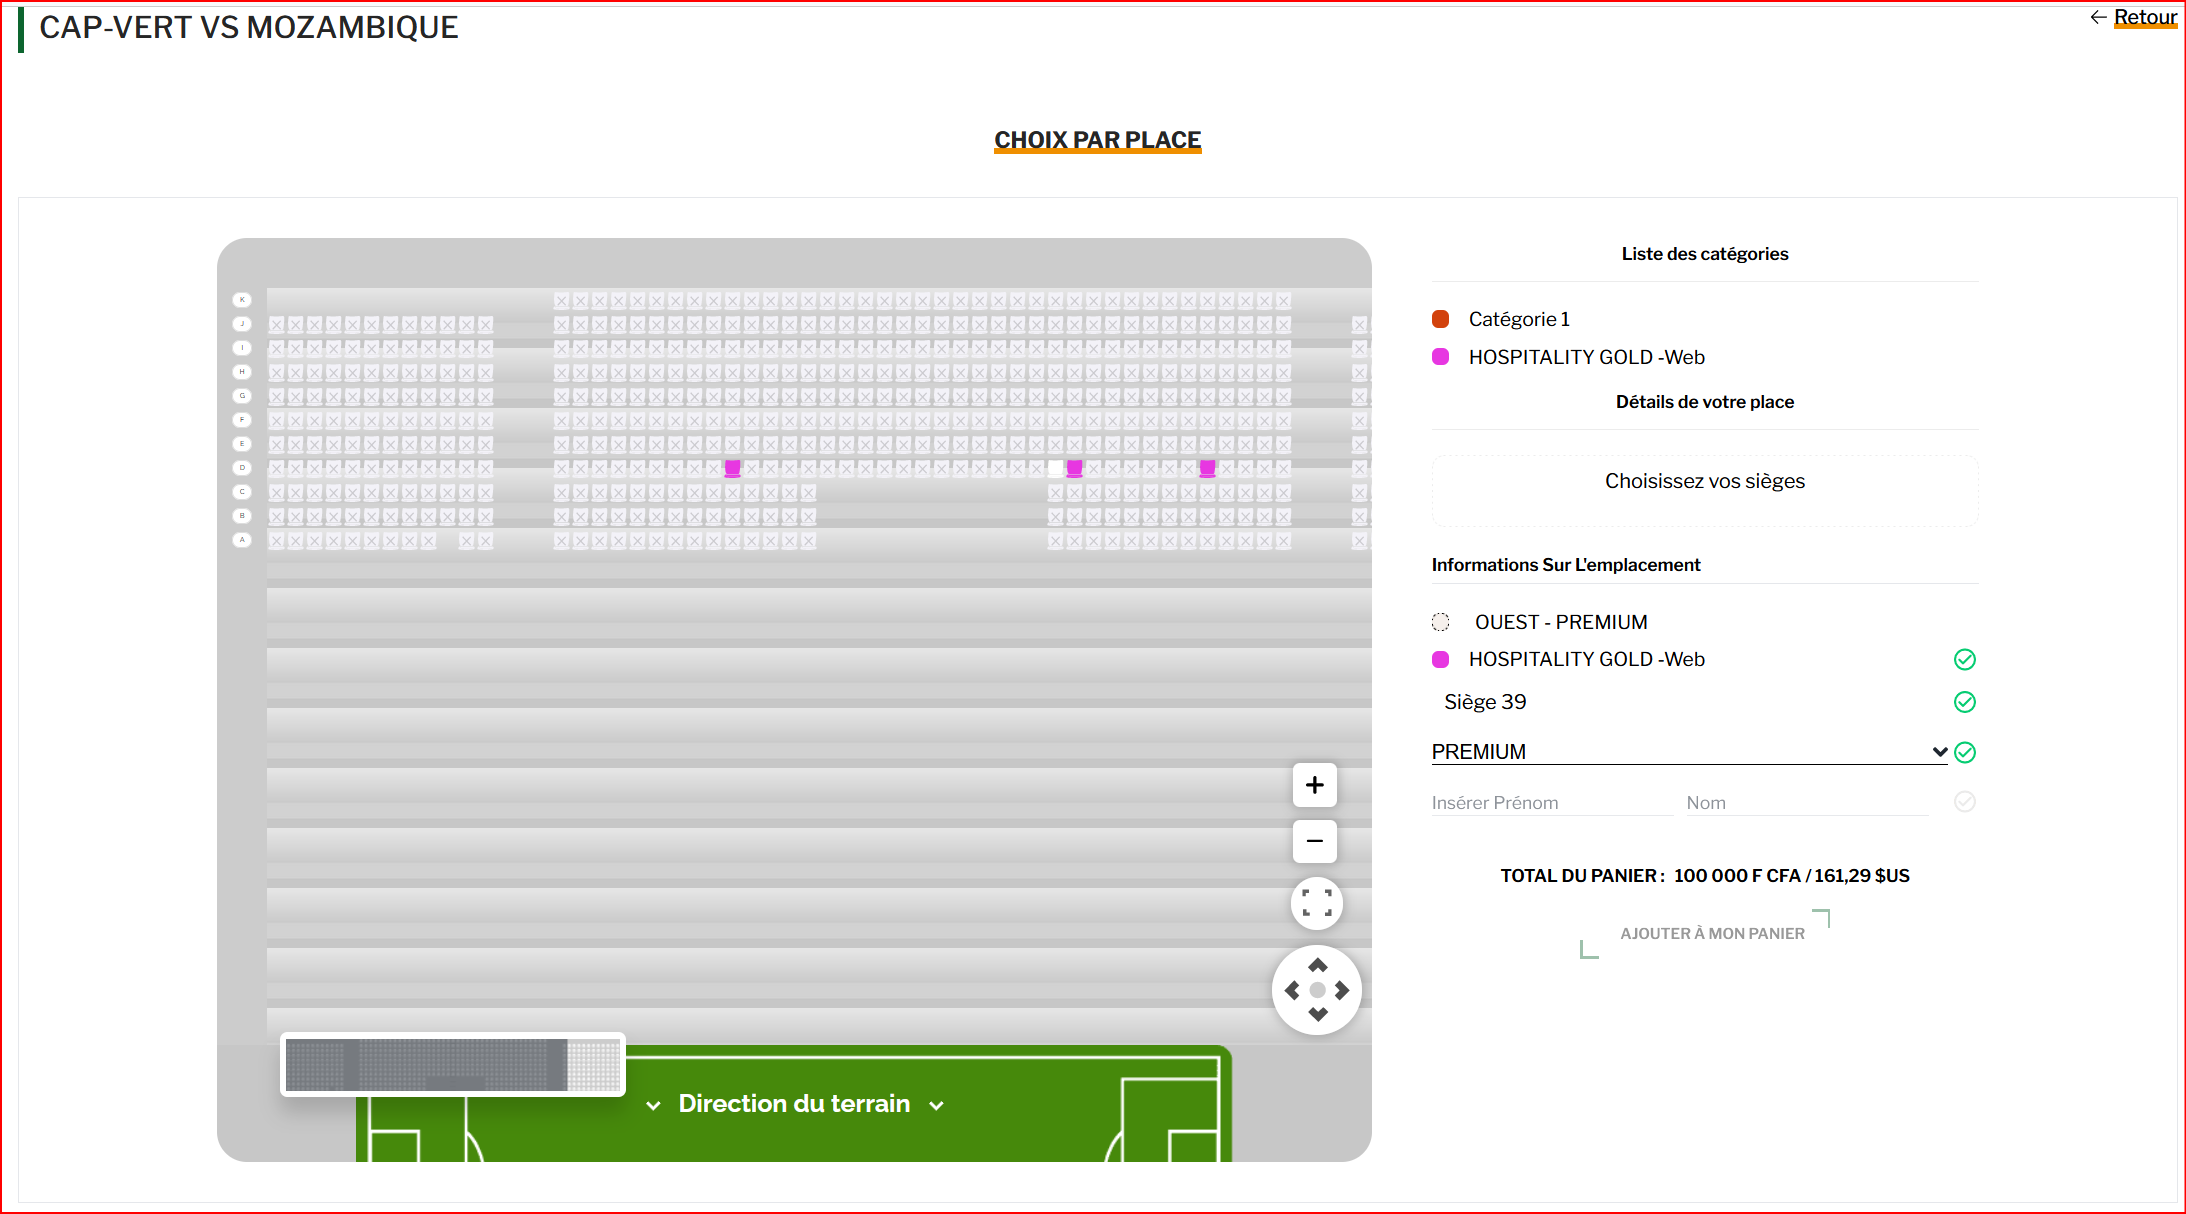 CAP-VERT VS MOZAMBIQUE
← Retour
CHOIX PAR PLACE
K
J
I
H
G
F
E
D
C
B
A
+
−
Direction du terrain
Liste des catégories
Catégorie 1
HOSPITALITY GOLD -Web
Détails de votre place
Choisissez vos sièges
Informations Sur L'emplacement
OUEST - PREMIUM
HOSPITALITY GOLD -Web
Siège 39
PREMIUM
Insérer Prénom Nom
TOTAL DU PANIER : 100 000 F CFA / 161,29 $US
AJOUTER À MON PANIER